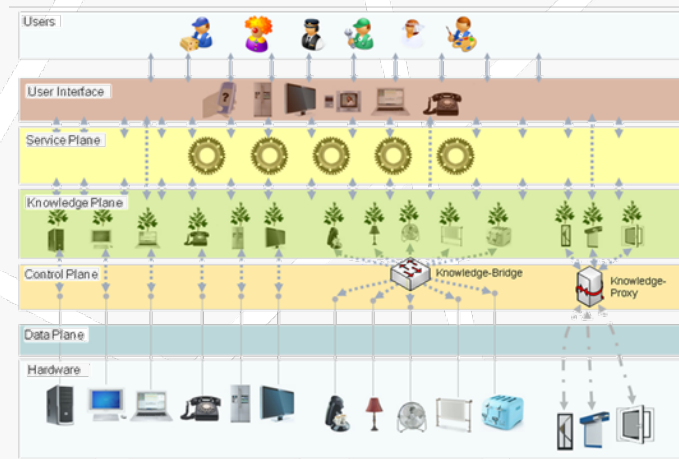 Users
User Interface
?
Service Plane
Knowledge Plane
Control Plane
Knowledge-Bridge
Knowledge-
Proxy
Data Plane
Hardware